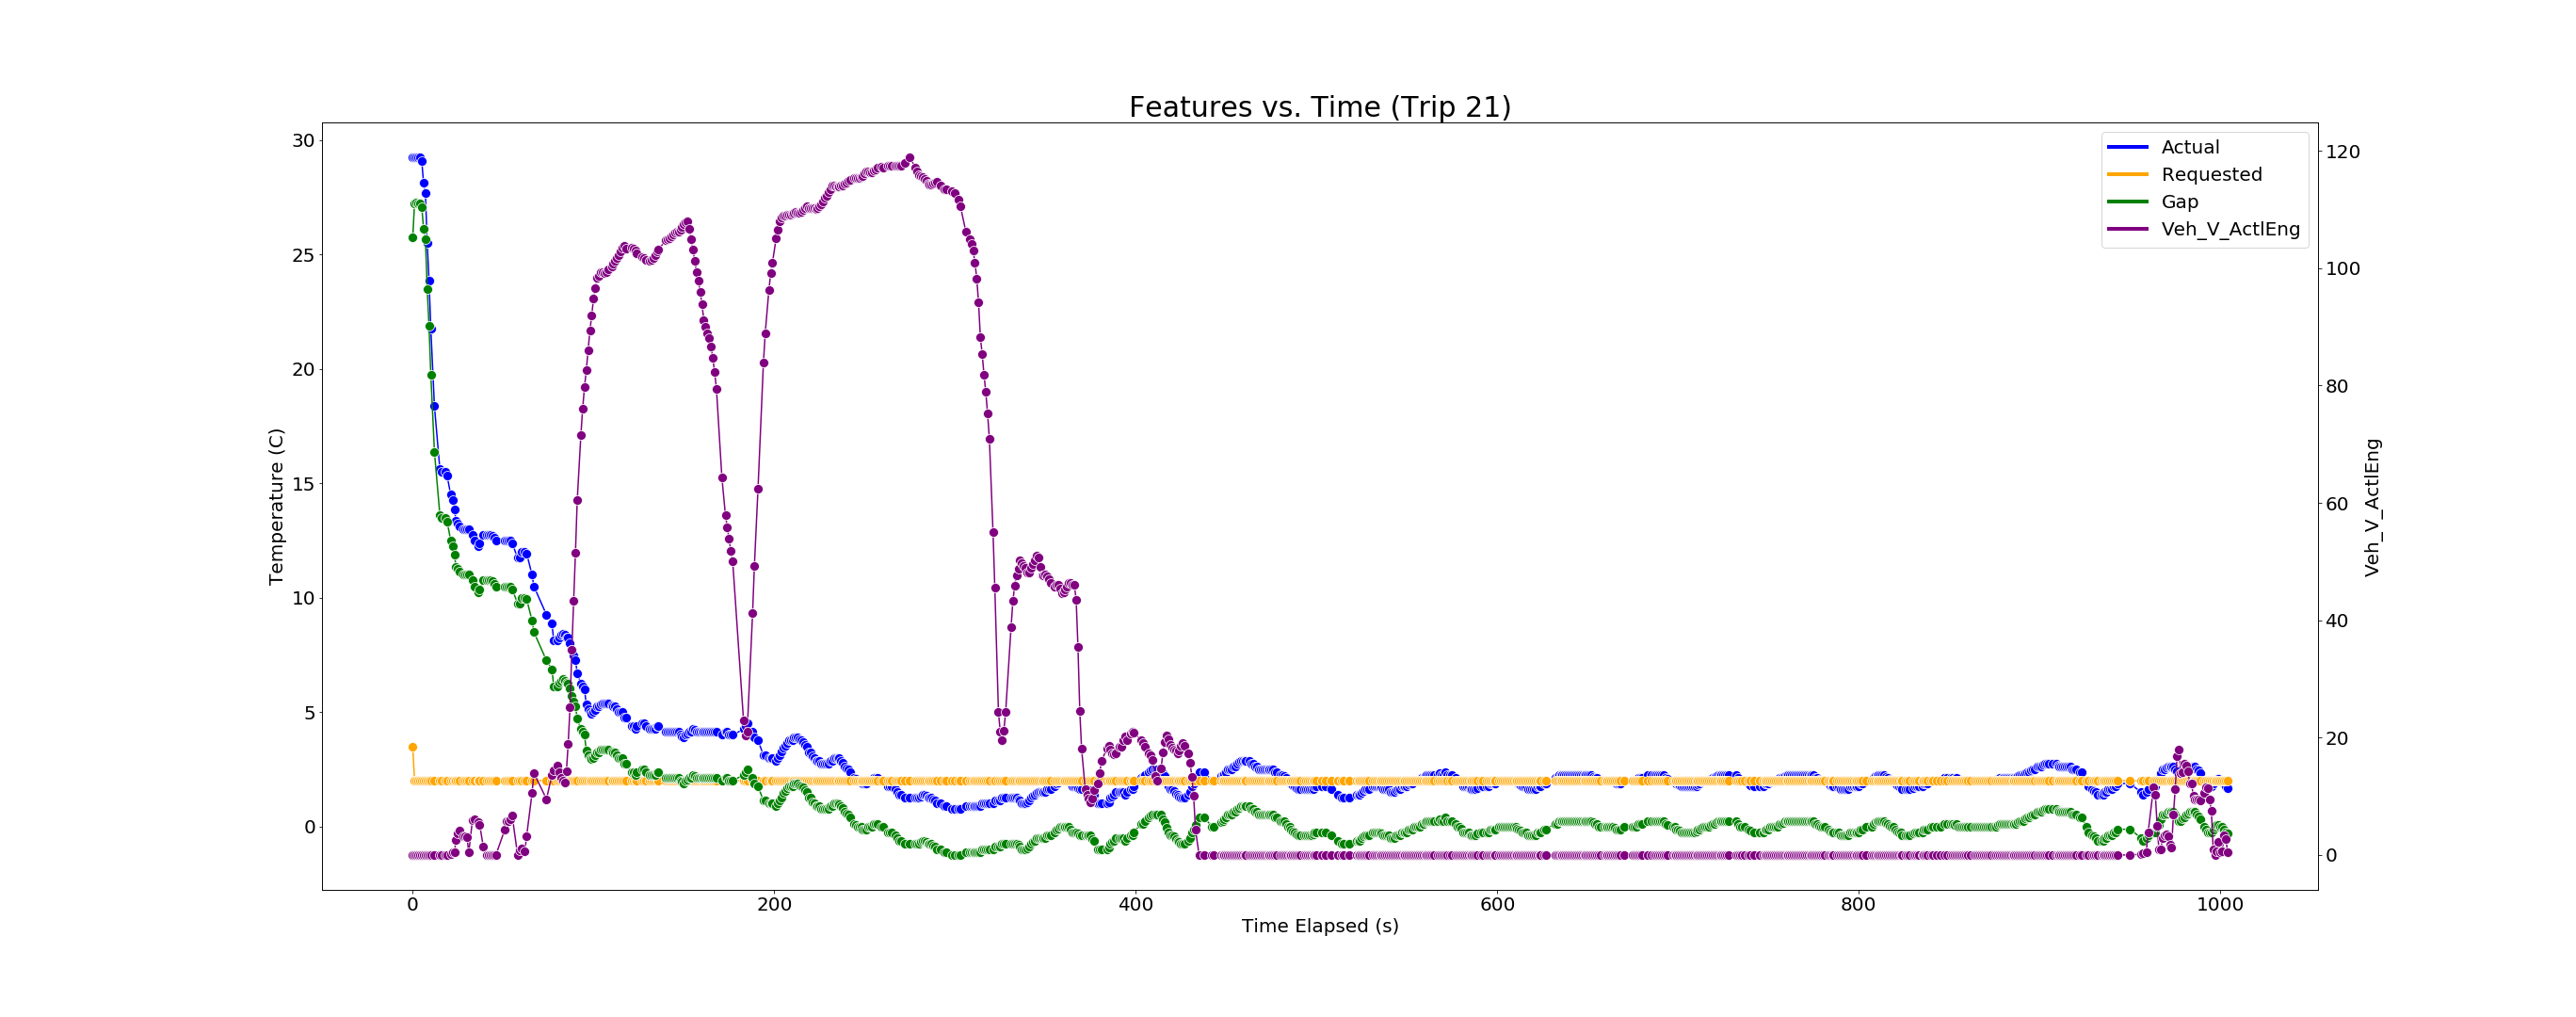 Features vs. Time (Trip 21)
30
25
20
15
10
5
0
Temperature (C)
120
100
80
60
40
20
0
Veh_V_ActlEng
Actual
Requested
Gap
Veh_V_ActlEng
0 200 400 600 800 1000
Time Elapsed (s)